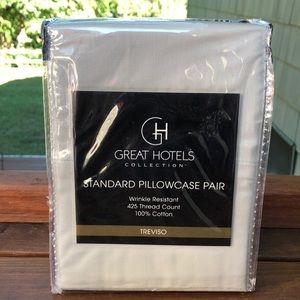 GH
GREAT HOTELS
COLLECTION
STANDARD PILLOWCASE PAIR
Wrinkle Resistant
425 Thread Count
100% Cotton
TREVISO